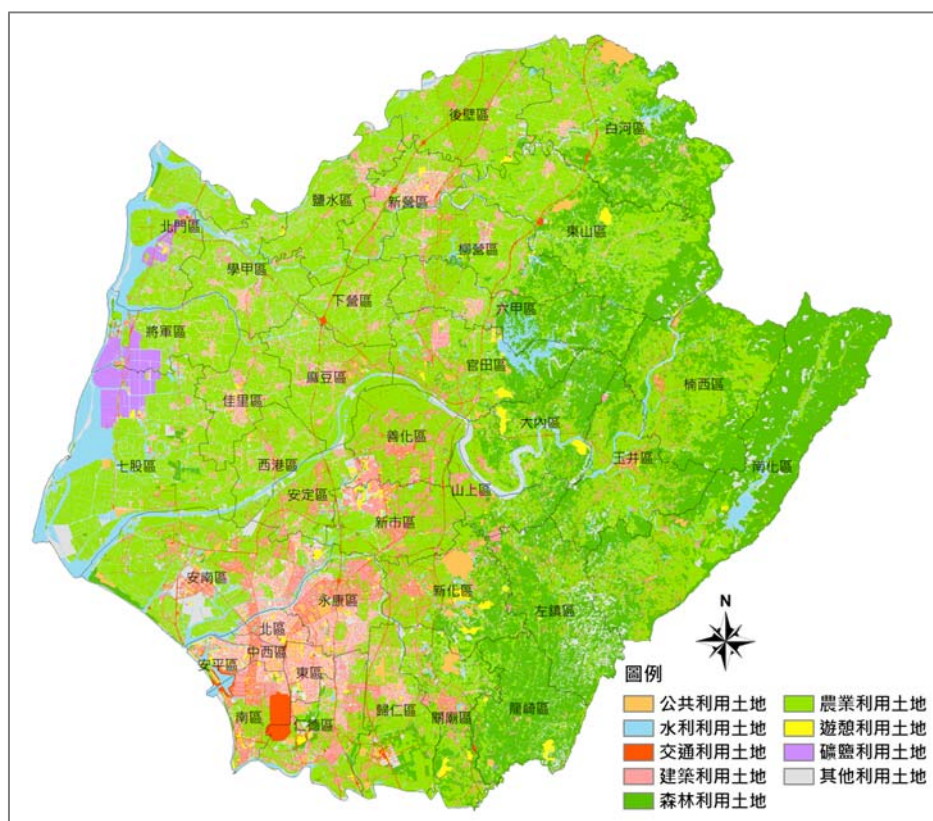 後壁區
白河區
鹽水區
新營區
北門區
東山區
柳營區
學甲區
下營區
六甲區
將軍區
官田區
麻豆區
楠西區
佳里區
大內區
善化區
玉井區
七股區
西港區
南化區
安定區
山上區
新市區
安南區
新化區
永康區
左鎮區
北區
中西區
安平區
東區
南區
仁德區
歸仁區
關廟區
龍崎區
N
圖例
公共利用土地
農業利用土地
水利利用土地
遊憩利用土地
交通利用土地
礦鹽利用土地
建築利用土地
其他利用土地
森林利用土地